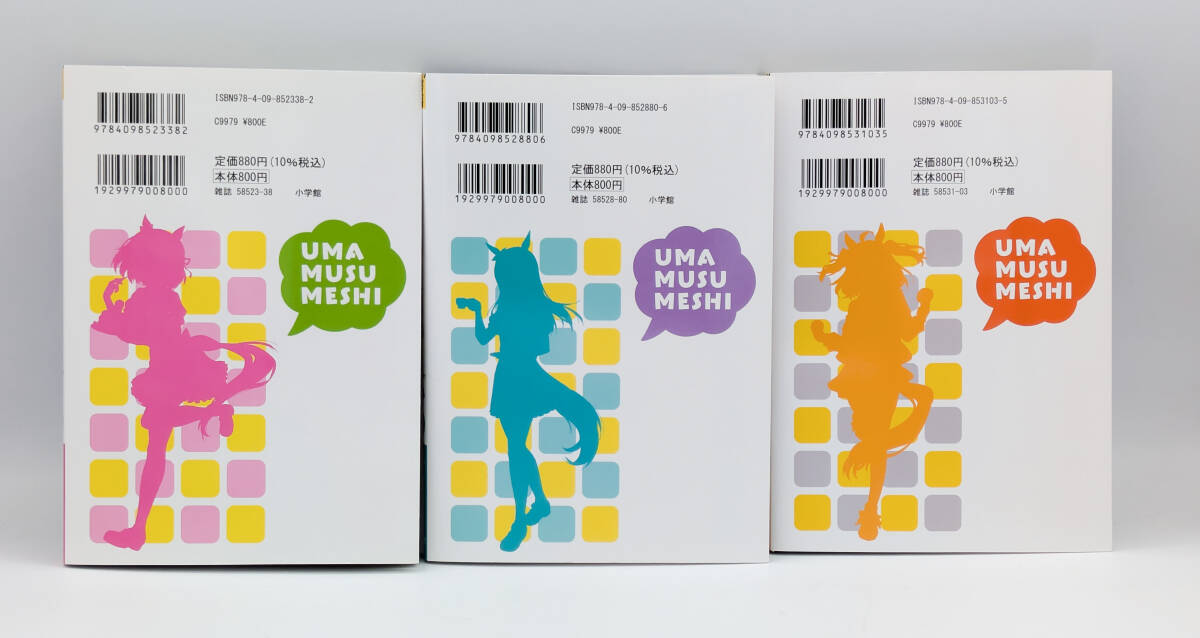 ISBN978-4-09-852338-2
9784098523382
C9979 ¥800E
定価880円(10%税込)
本体800円
1929979008000
雑誌 58523-38 小学館
UMA
MUSU
MESHI
ISBN978-4-09-852880-6
9784098528806
C9979 ¥800E
定価880円(10%税込)
本体800円
1929979008000
雑誌 58528-80 小学館
UMA
MUSU
MESHI
ISBN978-4-09-853103-5
9784098531035
C9979 ¥800E
定価880円(10%税込)
本体800円
1929979008000
雑誌 58531-03 小学館
UMA
MUSU
MESHI